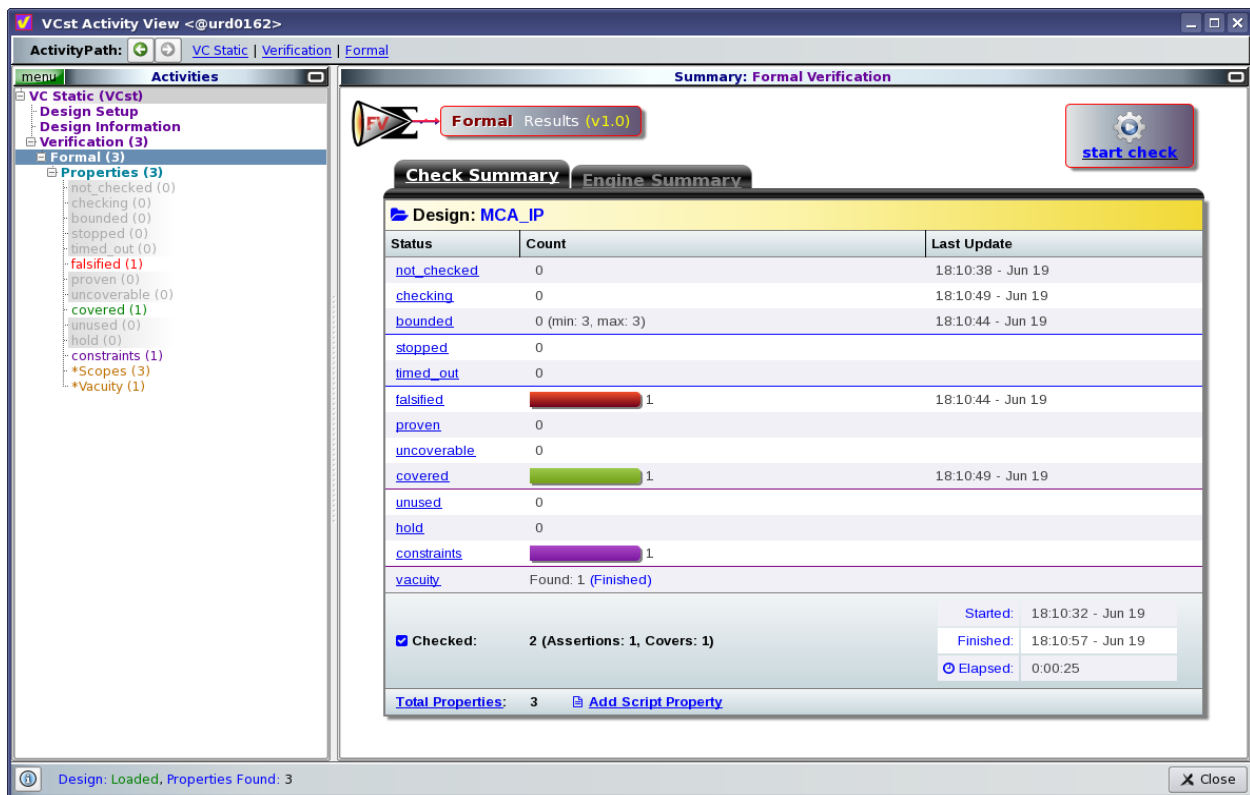 VCst Activity View <@urd0162>
ActivityPath: VC Static | Verification | Formal
menu Activities
VC Static (VCst)
Design Setup
Design Information
Verification (3)
Formal (3)
Properties (3)
not_checked (0)
checking (0)
bounded (0)
stopped (0)
timed_out (0)
falsified (1)
proven (0)
uncoverable (0)
covered (1)
unused (0)
hold (0)
constraints (1)
*Scopes (3)
*Vacuity (1)
Summary: Formal Verification
FV Formal Results (v1.0)
start check
Check Summary Engine Summary
Design: MCA_IP
Status Count Last Update
not_checked 0 18:10:38 - Jun 19
checking 0 18:10:49 - Jun 19
bounded 0 (min: 3, max: 3) 18:10:44 - Jun 19
stopped 0
timed_out 0
falsified 1 18:10:44 - Jun 19
proven 0
uncoverable 0
covered 1 18:10:49 - Jun 19
unused 0
hold 0
constraints 1
vacuity Found: 1 (Finished)
Started: 18:10:32 - Jun 19
Checked: 2 (Assertions: 1, Covers: 1) Finished: 18:10:57 - Jun 19
Elapsed: 0:00:25
Total Properties: 3 Add Script Property
Design: Loaded, Properties Found: 3 Close